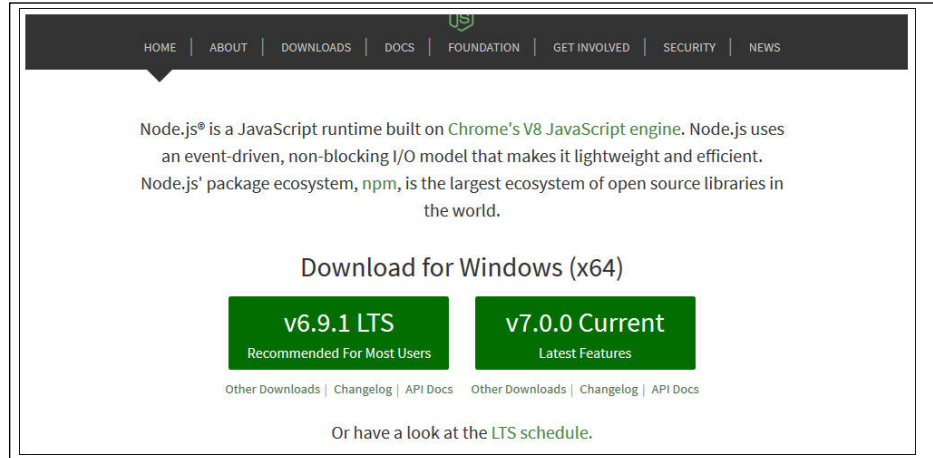 JS
HOME | ABOUT | DOWNLOADS | DOCS | FOUNDATION | GET INVOLVED | SECURITY | NEWS
Node.js® is a JavaScript runtime built on Chrome's V8 JavaScript engine. Node.js uses
an event-driven, non-blocking I/O model that makes it lightweight and efficient.
Node.js' package ecosystem, npm, is the largest ecosystem of open source libraries in
the world.
Download for Windows (x64)
v6.9.1 LTS
Recommended For Most Users
v7.0.0 Current
Latest Features
Other Downloads | Changelog | API Docs
Other Downloads | Changelog | API Docs
Or have a look at the LTS schedule.